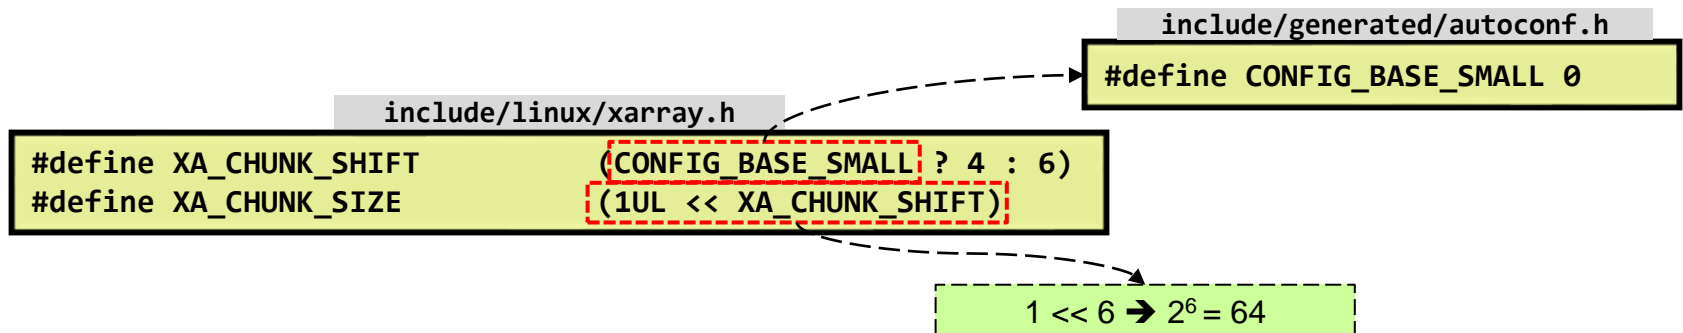 include/generated/autoconf.h
#define CONFIG_BASE_SMALL 0
include/linux/xarray.h
#define XA_CHUNK_SHIFT (CONFIG_BASE_SMALL ? 4 : 6)
#define XA_CHUNK_SIZE (1UL << XA_CHUNK_SHIFT)
1 << 6 ➔ 2⁶ = 64